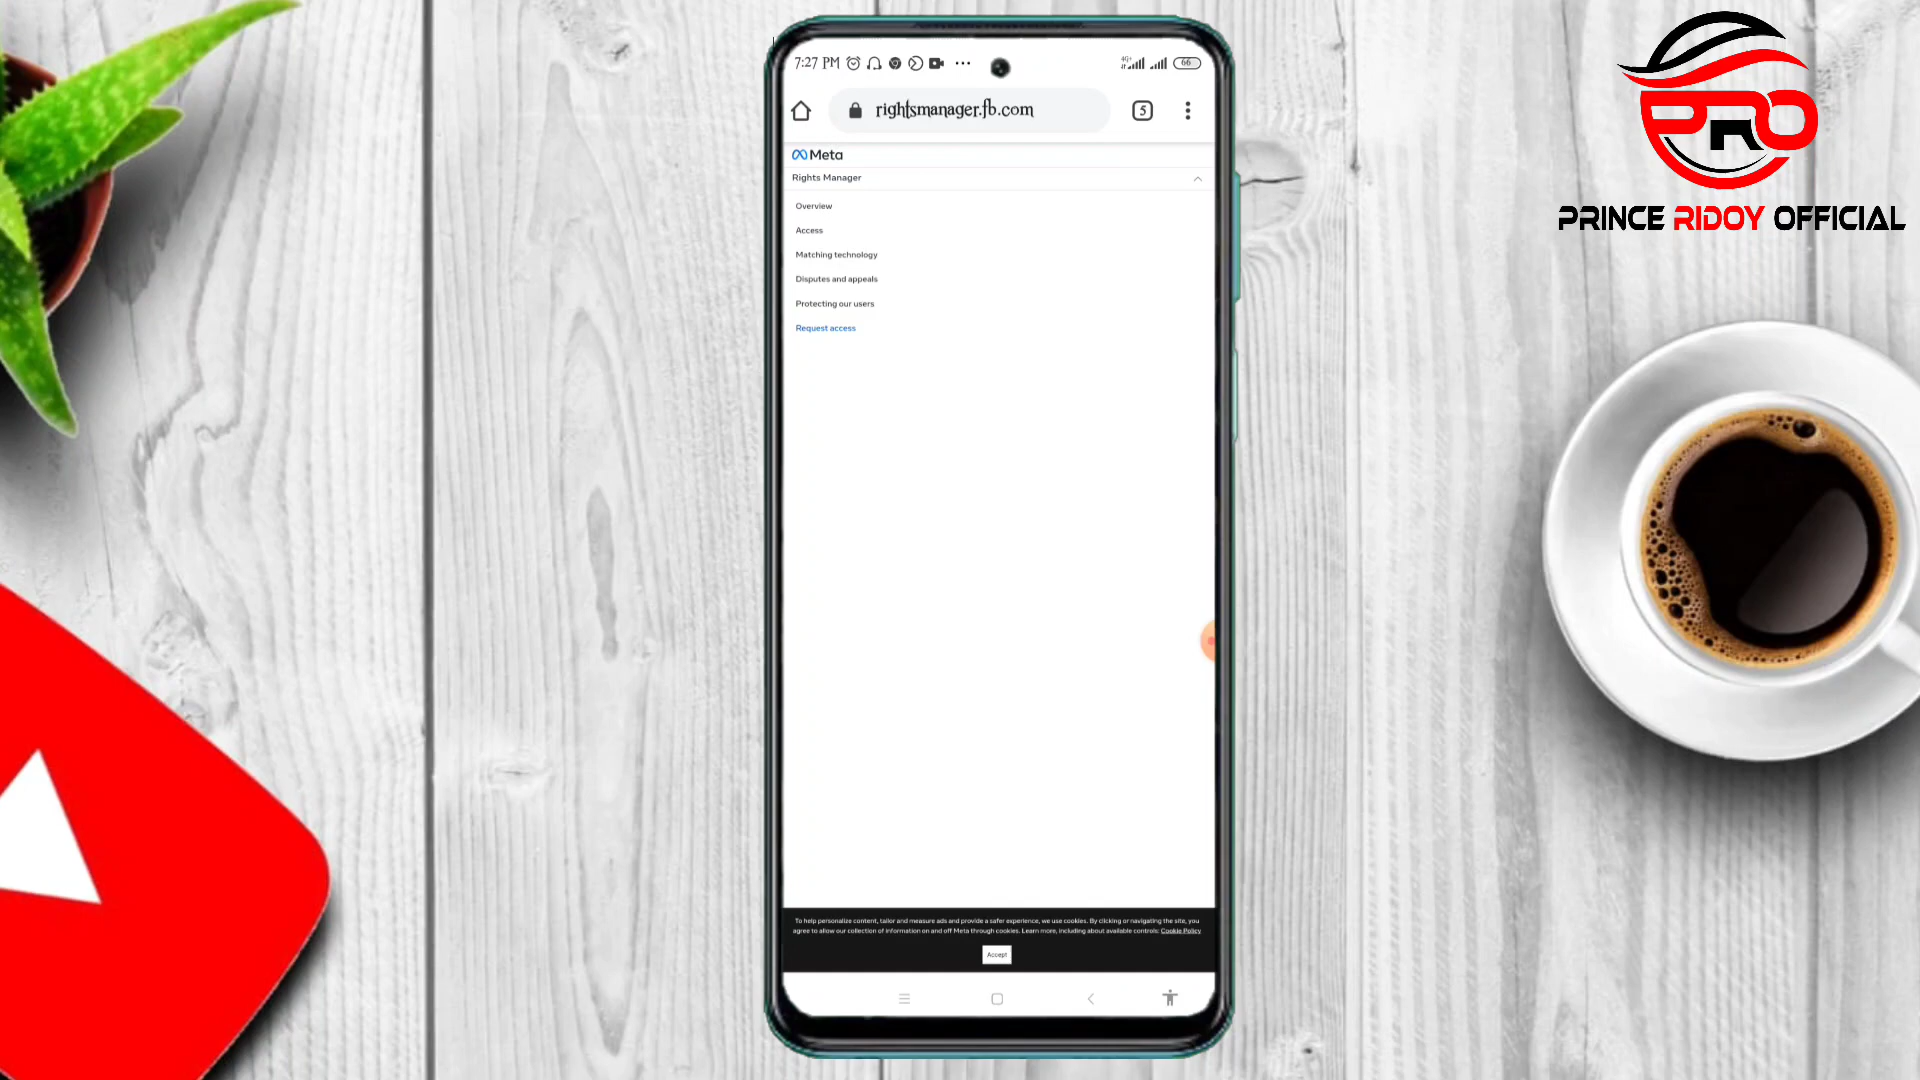 7:27 PM
4G+
66
rightsmanager.fb.com
5
Meta
Rights Manager
Overview
Access
Matching technology
Disputes and appeals
Protecting our users
Request access
To help personalize content, tailor and measure ads and provide a safer experience, we use cookies. By clicking or navigating the site, you
agree to allow our collection of information on and off Meta through cookies. Learn more, including about available controls: Cookie Policy
Accept
PRO
PRINCE RIDOY OFFICIAL